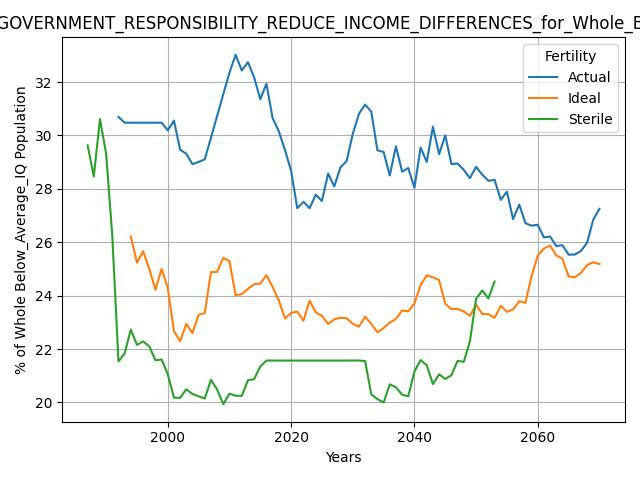 GOVERNMENT_RESPONSIBILITY_REDUCE_INCOME_DIFFERENCES_for_Whole_B
Fertility
Actual
Ideal
Sterile
% of Whole Below_Average_IQ Population
32
30
28
26
24
22
20
2000 2020 2040 2060
Years